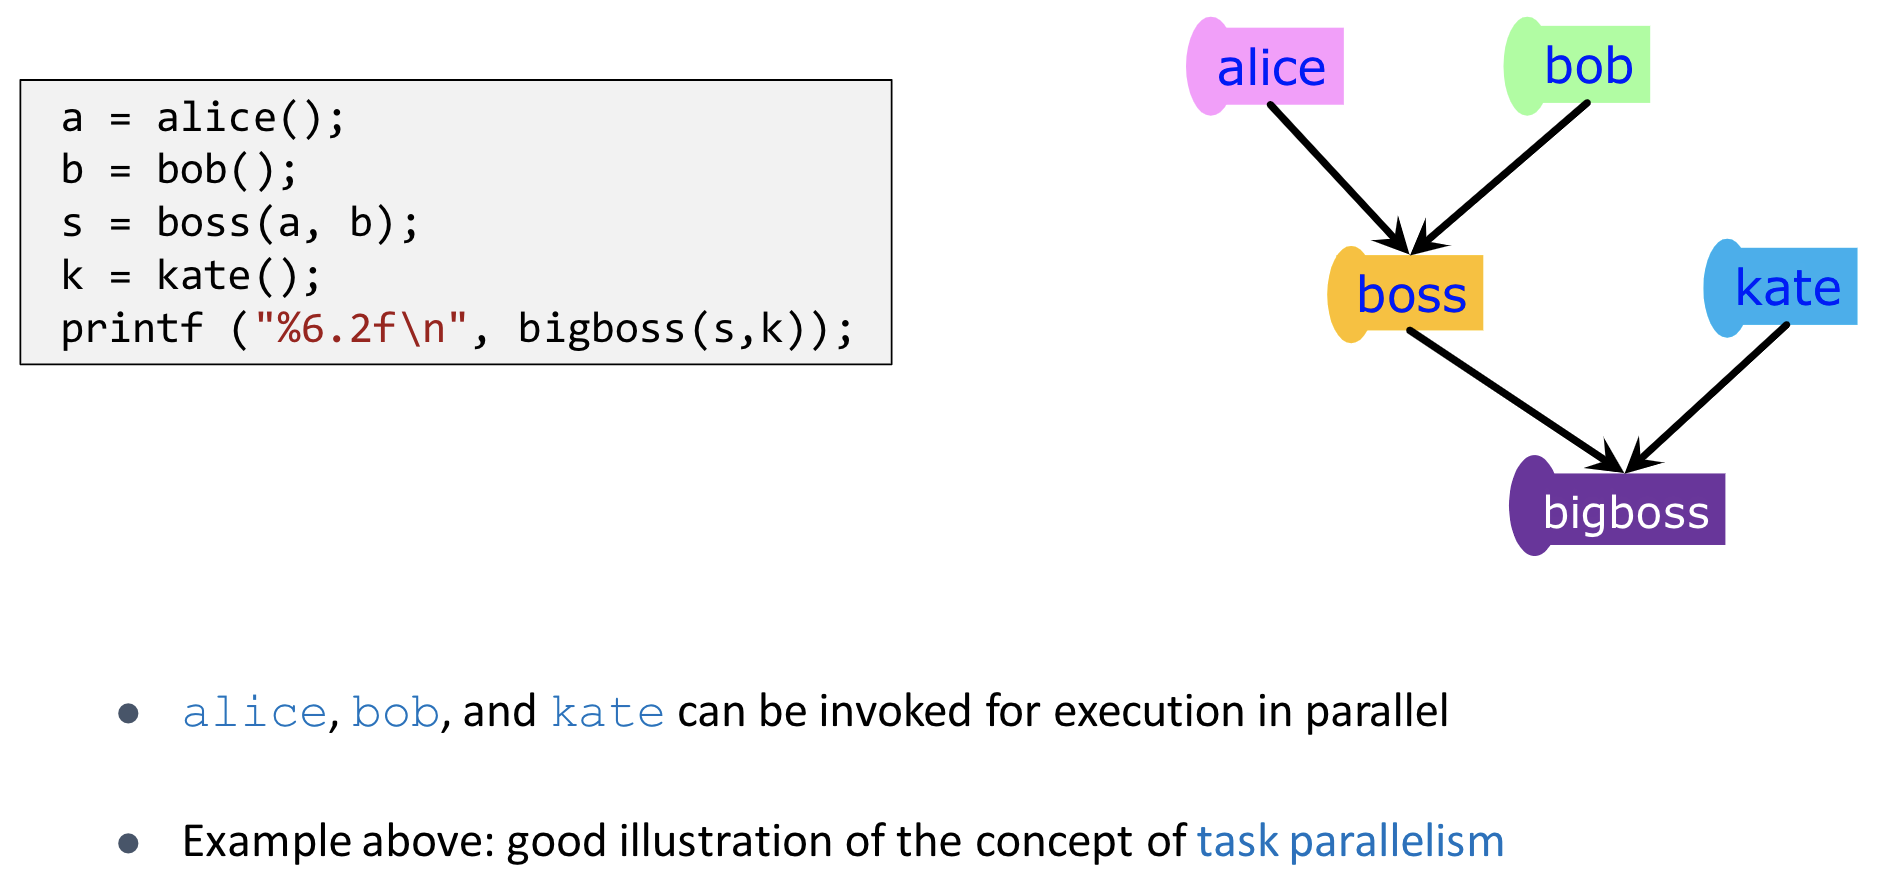 a = alice();
b = bob();
s = boss(a, b);
k = kate();
printf ("%6.2f\n", bigboss(s,k));
alice
bob
boss
kate
bigboss
● alice, bob, and kate can be invoked for execution in parallel
● Example above: good illustration of the concept of task parallelism